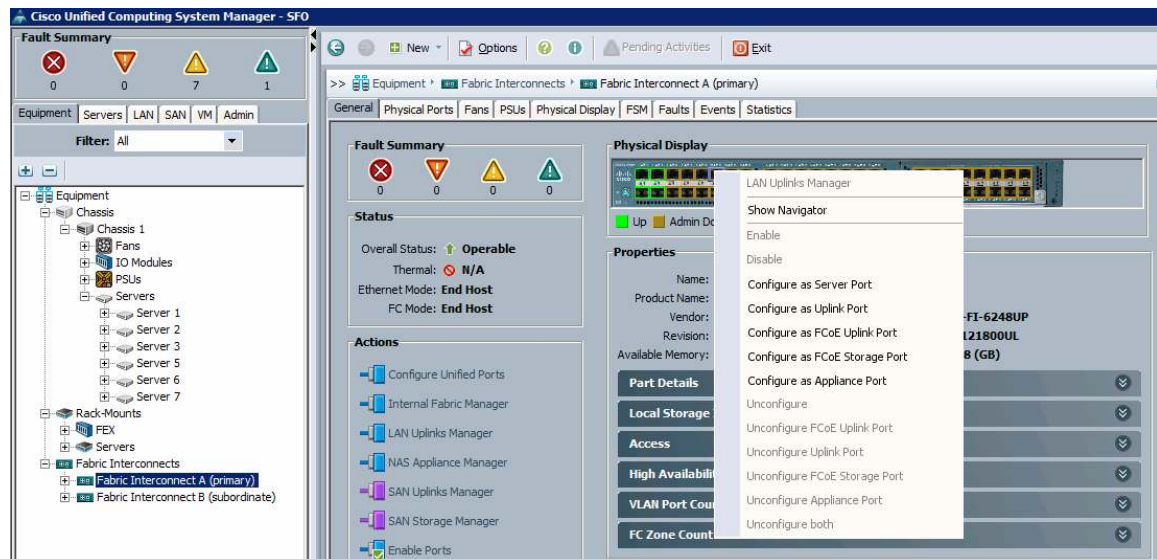 Cisco Unified Computing System Manager - SFO
Fault Summary
0 0 7 1
Equipment Servers LAN SAN VM Admin
Filter: All
Equipment
Chassis
Chassis 1
Fans
IO Modules
PSUs
Servers
Server 1
Server 2
Server 3
Server 5
Server 6
Server 7
Rack-Mounts
FEX
Servers
Fabric Interconnects
Fabric Interconnect A (primary)
Fabric Interconnect B (subordinate)
New Options Pending Activities Exit
>> Equipment Fabric Interconnects Fabric Interconnect A (primary)
General Physical Ports Fans PSUs Physical Display FSM Faults Events Statistics
Fault Summary
0 0 0 0
Status
Overall Status: Operable
Thermal: N/A
Ethernet Mode: End Host
FC Mode: End Host
Actions
Configure Unified Ports
Internal Fabric Manager
LAN Uplinks Manager
NAS Appliance Manager
SAN Uplinks Manager
SAN Storage Manager
Enable Ports
Physical Display
Up Admin Do
Properties
Name:
Product Name:
Vendor: -FI-6248UP
Revision: 121800UL
Available Memory: 8 (GB)
Part Details
Local Storage
Access
High Availabili
VLAN Port Cou
FC Zone Count
LAN Uplinks Manager
Show Navigator
Enable
Disable
Configure as Server Port
Configure as Uplink Port
Configure as FCoE Uplink Port
Configure as FCoE Storage Port
Configure as Appliance Port
Unconfigure
Unconfigure FCoE Uplink Port
Unconfigure Uplink Port
Unconfigure FCoE Storage Port
Unconfigure Appliance Port
Unconfigure both